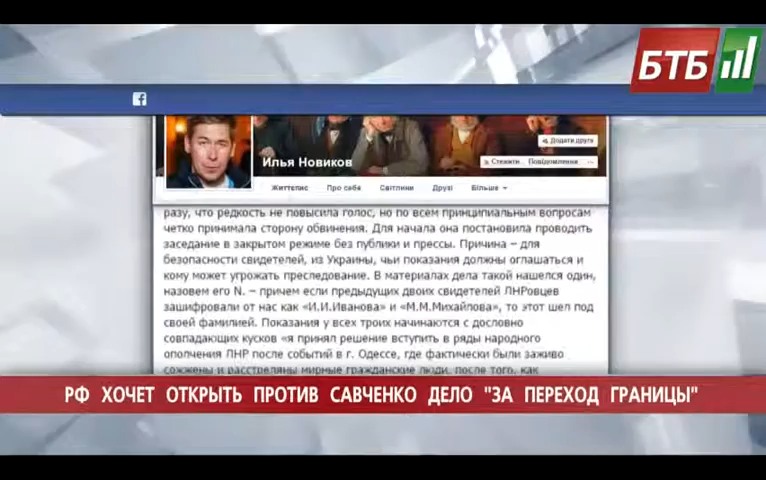 БТБ
Додати друга
Илья Новиков
Стежити... Повідомлення ...
Життєпис Про себе Світлини Друзі Більше
разу, что редкость не повысила голос, но по всем принципиальным вопросам
четко принимала сторону обвинения. Для начала она постановила проводить
заседание в закрытом режиме без публики и прессы. Причина – для
безопасности свидетелей, из Украины, чьи показания должны оглашаться и
кому может угрожать преследование. В материалах дела такой нашелся один,
назовем его N. – причем если предыдущих двоих свидетелей ЛНРовцев
зашифровали от нас как «И.И.Иванова» и «М.М.Михайлова», то этот шел под
своей фамилией. Показания у всех троих начинаются с дословно
совпадающих кусков «я принял решение вступить в ряды народного
ополчения ЛНР после событий в г. Одессе, где фактически были заживо
сожжены и расстреляны мирные гражданские люди, после того, как
РФ ХОЧЕТ ОТКРЫТЬ ПРОТИВ САВЧЕНКО ДЕЛО "ЗА ПЕРЕХОД ГРАНИЦЫ"